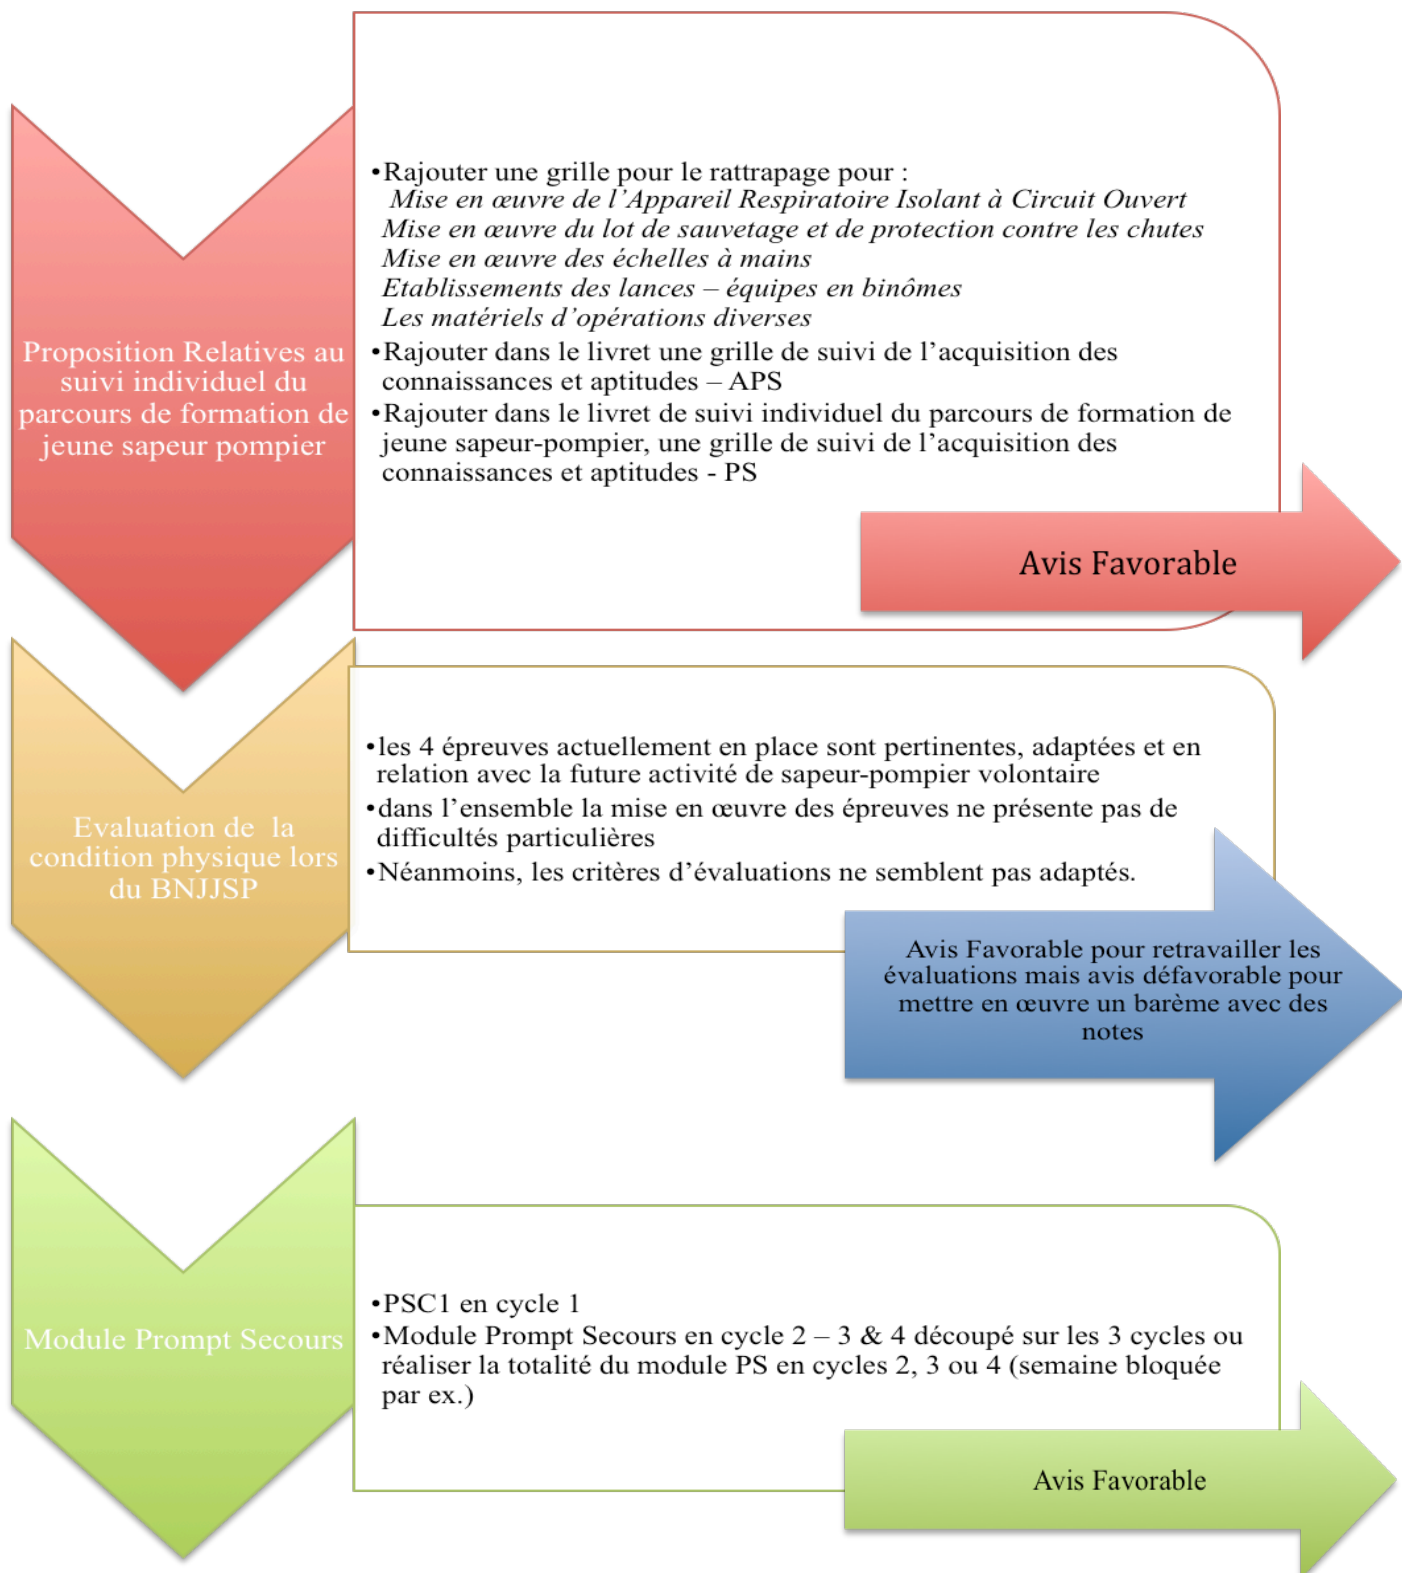 Proposition Relatives au
suivi individuel du
parcours de formation de
jeune sapeur pompier
•Rajouter une grille pour le rattrapage pour :
Mise en œuvre de l’Appareil Respiratoire Isolant à Circuit Ouvert
Mise en œuvre du lot de sauvetage et de protection contre les chutes
Mise en œuvre des échelles à mains
Etablissements des lances – équipes en binômes
Les matériels d’opérations diverses
•Rajouter dans le livret une grille de suivi de l’acquisition des
connaissances et aptitudes – APS
•Rajouter dans le livret de suivi individuel du parcours de formation de
jeune sapeur-pompier, une grille de suivi de l’acquisition des
connaissances et aptitudes - PS
Avis Favorable
Evaluation de la
condition physique lors
du BNJJSP
•les 4 épreuves actuellement en place sont pertinentes, adaptées et en
relation avec la future activité de sapeur-pompier volontaire
•dans l’ensemble la mise en œuvre des épreuves ne présente pas de
difficultés particulières
•Néanmoins, les critères d’évaluations ne semblent pas adaptés.
Avis Favorable pour retravailler les
évaluations mais avis défavorable pour
mettre en œuvre un barème avec des
notes
Module Prompt Secours
•PSC1 en cycle 1
•Module Prompt Secours en cycle 2 – 3 & 4 découpé sur les 3 cycles ou
réaliser la totalité du module PS en cycles 2, 3 ou 4 (semaine bloquée
par ex.)
Avis Favorable